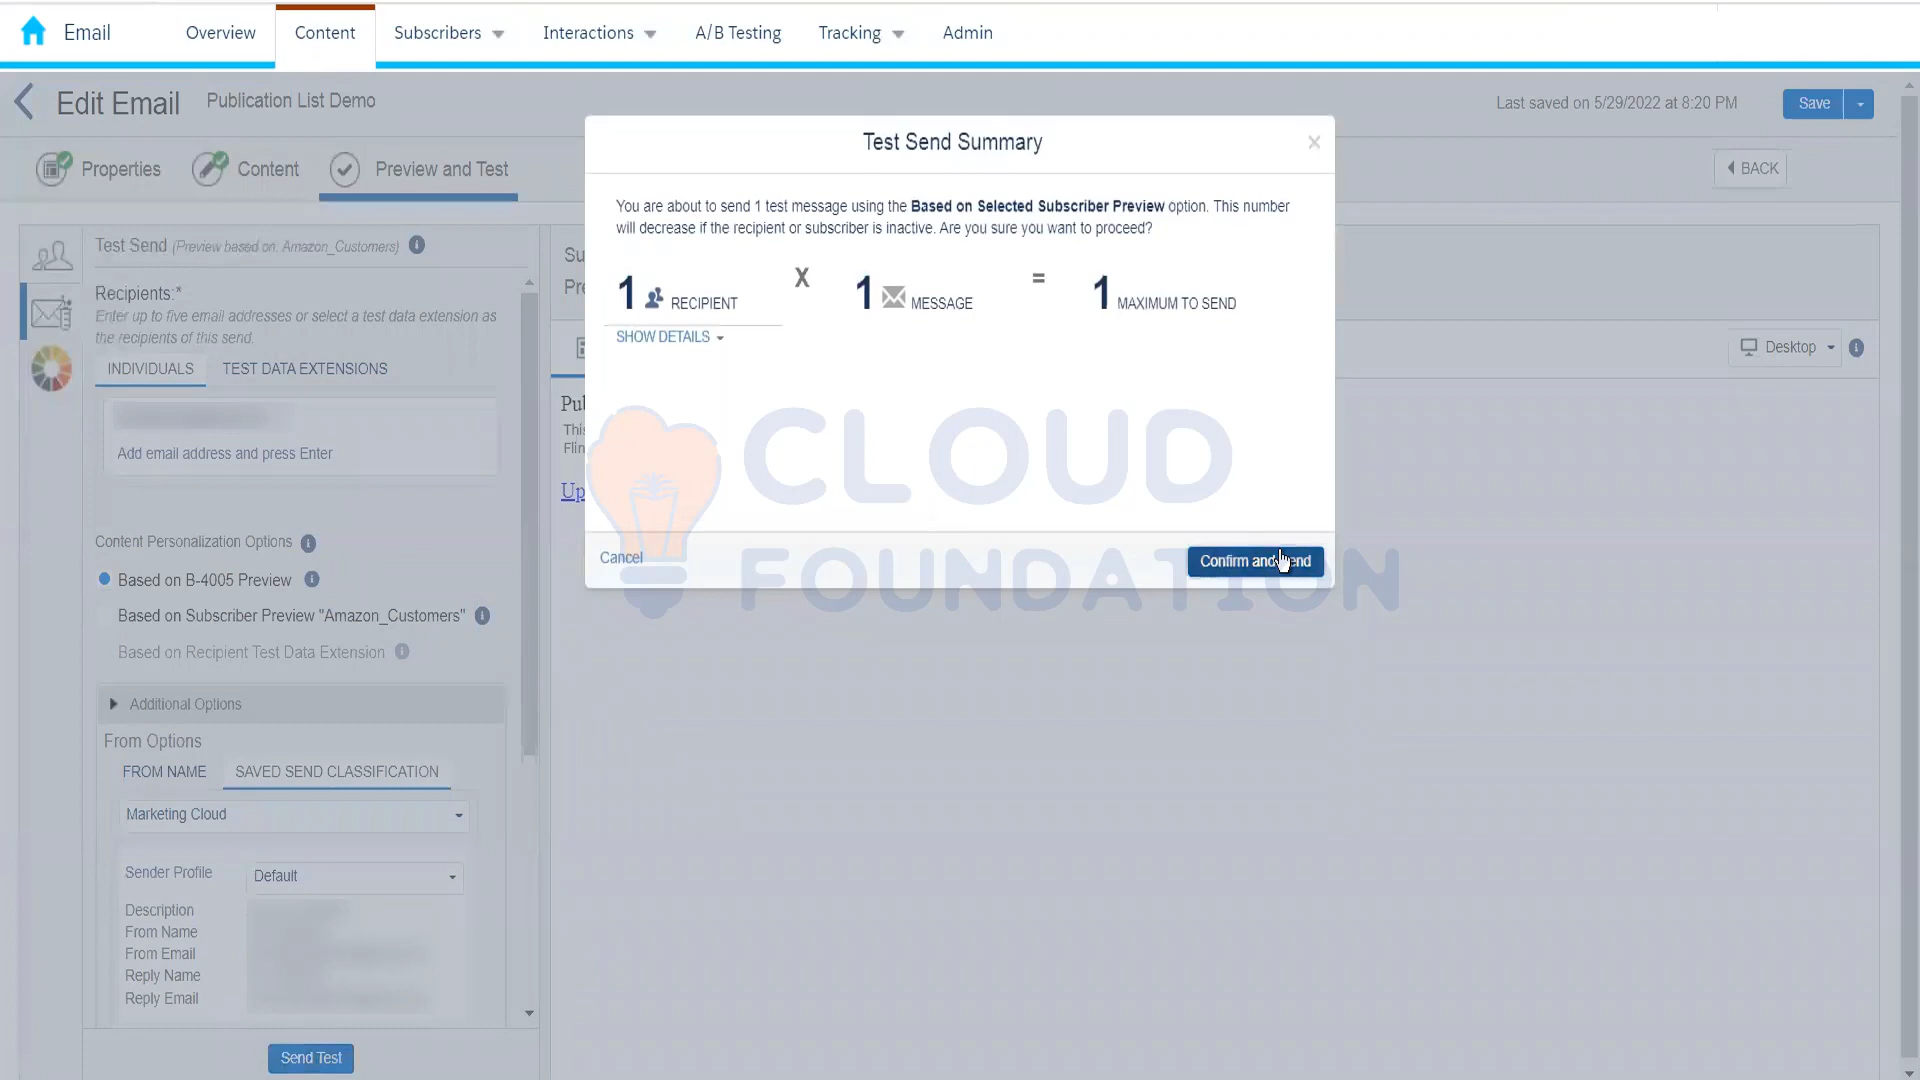 Email
Overview
Content
Subscribers
Interactions
A/B Testing
Tracking
Admin
Edit Email
Publication List Demo
Last saved on 5/29/2022 at 8:20 PM
Save
Properties
Content
Preview and Test
BACK
Test Send Summary
You are about to send 1 test message using the Based on Selected Subscriber Preview option. This number
will decrease if the recipient or subscriber is inactive. Are you sure you want to proceed?
1 RECIPIENT
X
1 MESSAGE
=
1 MAXIMUM TO SEND
SHOW DETAILS
Cancel
Confirm and Send
Test Send (Preview based on: Amazon_Customers)
Recipients:*
Enter up to five email addresses or select a test data extension as
the recipients of this send.
INDIVIDUALS
TEST DATA EXTENSIONS
Add email address and press Enter
Content Personalization Options
Based on B-4005 Preview
Based on Subscriber Preview "Amazon_Customers"
Based on Recipient Test Data Extension
Additional Options
From Options
FROM NAME
SAVED SEND CLASSIFICATION
Marketing Cloud
Sender Profile
Default
Description
From Name
From Email
Reply Name
Reply Email
Send Test
Su
Pre
Desktop
Pu
This
Flin
Up
CLOUD
FOUNDATION